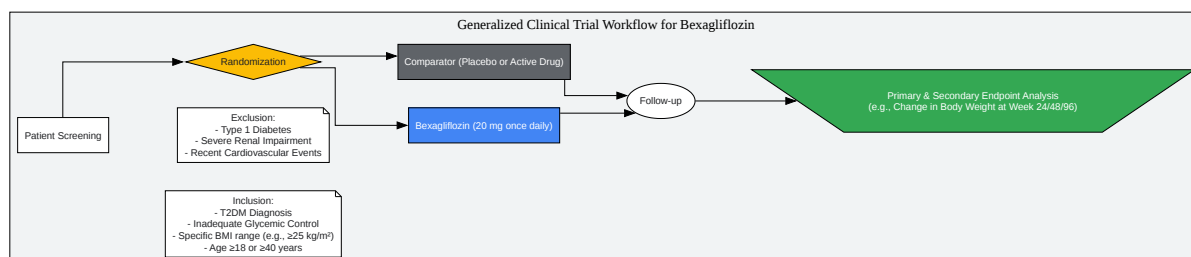 Generalized Clinical Trial Workflow for Bexagliflozin
Patient Screening
Randomization
Exclusion:
- Type 1 Diabetes
- Severe Renal Impairment
- Recent Cardiovascular Events
Inclusion:
- T2DM Diagnosis
- Inadequate Glycemic Control
- Specific BMI range (e.g., ≥25 kg/m²)
- Age ≥18 or ≥40 years
Comparator (Placebo or Active Drug)
Bexagliflozin (20 mg once daily)
Follow-up
Primary & Secondary Endpoint Analysis
(e.g., Change in Body Weight at Week 24/48/96)